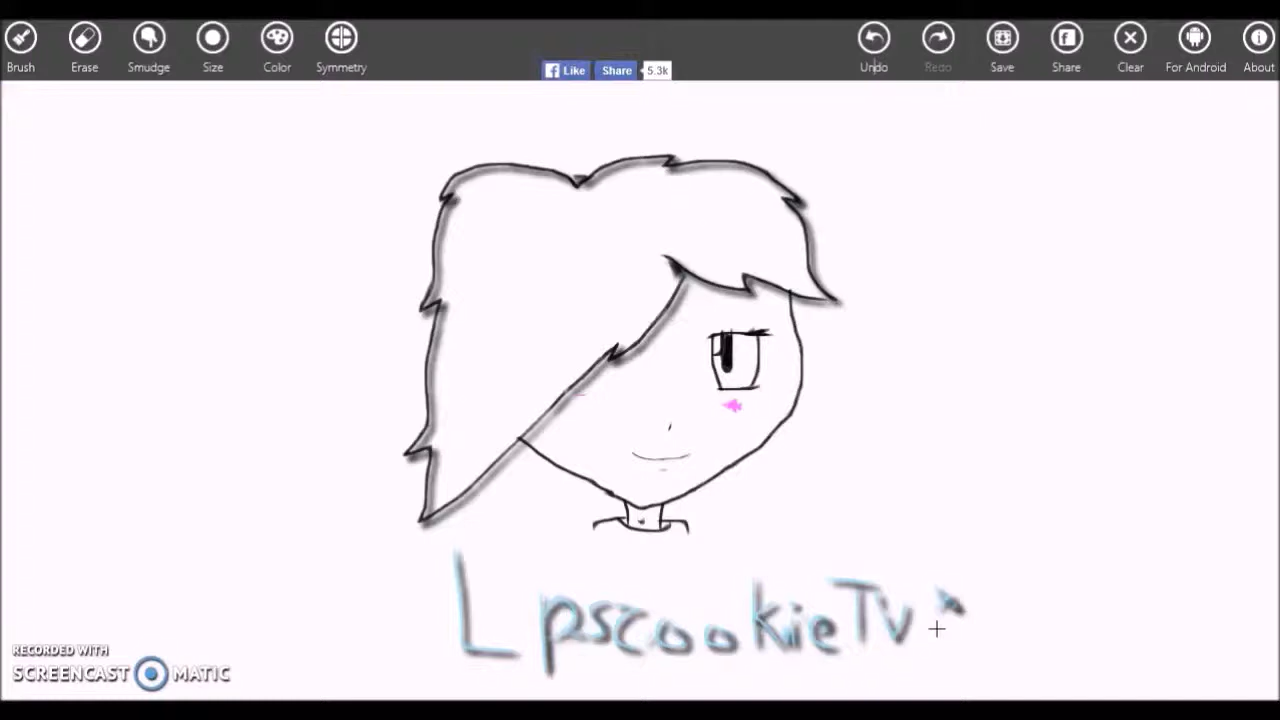 Brush Erase Smudge Size Color Symmetry Undo Redo Save Share Clear For Android About
Like Share 5.3k
LpscookieTv
RECORDED WITH
SCREENCAST MATIC